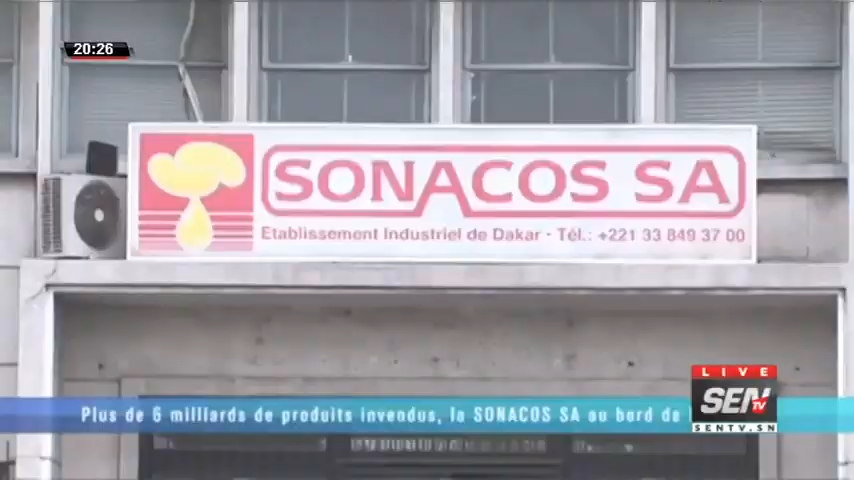 20:26
SONACOS SA
Etablissement Industriel de Dakar · Tél.: +221 33 849 37 00
LIVE
Plus de 6 milliards de produits invendus, la SONACOS SA au bord de
SEN TV
SENTV.SN